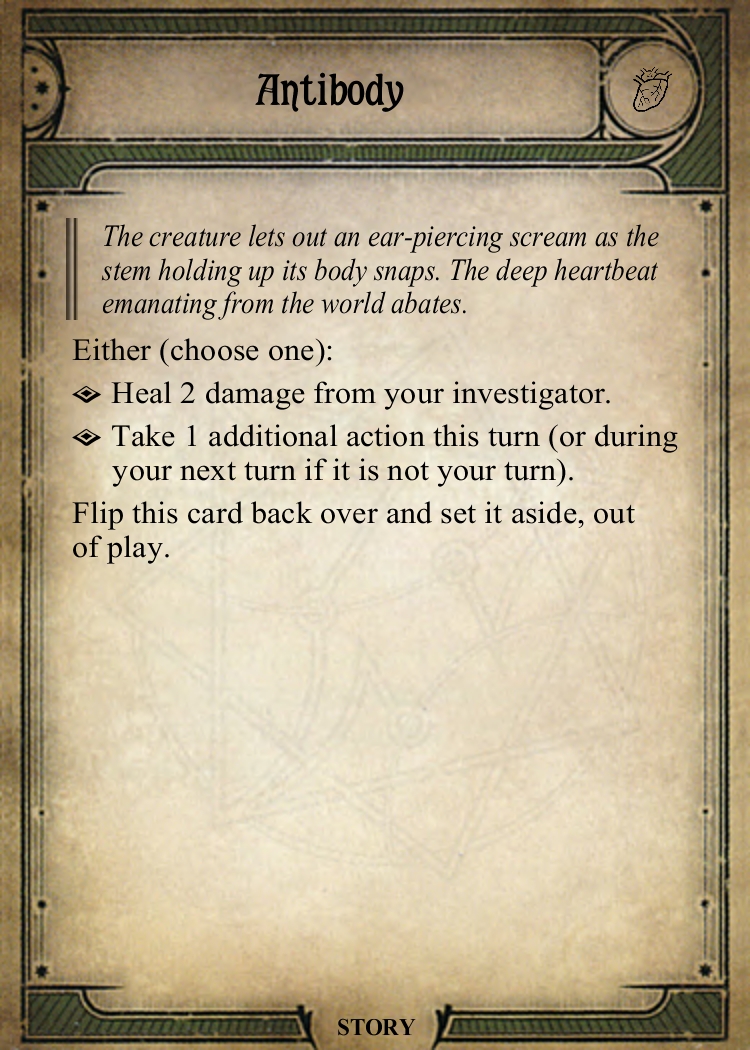 Antibody
The creature lets out an ear-piercing scream as the
stem holding up its body snaps. The deep heartbeat
emanating from the world abates.
Either (choose one):
Heal 2 damage from your investigator.
Take 1 additional action this turn (or during
your next turn if it is not your turn).
Flip this card back over and set it aside, out
of play.
STORY